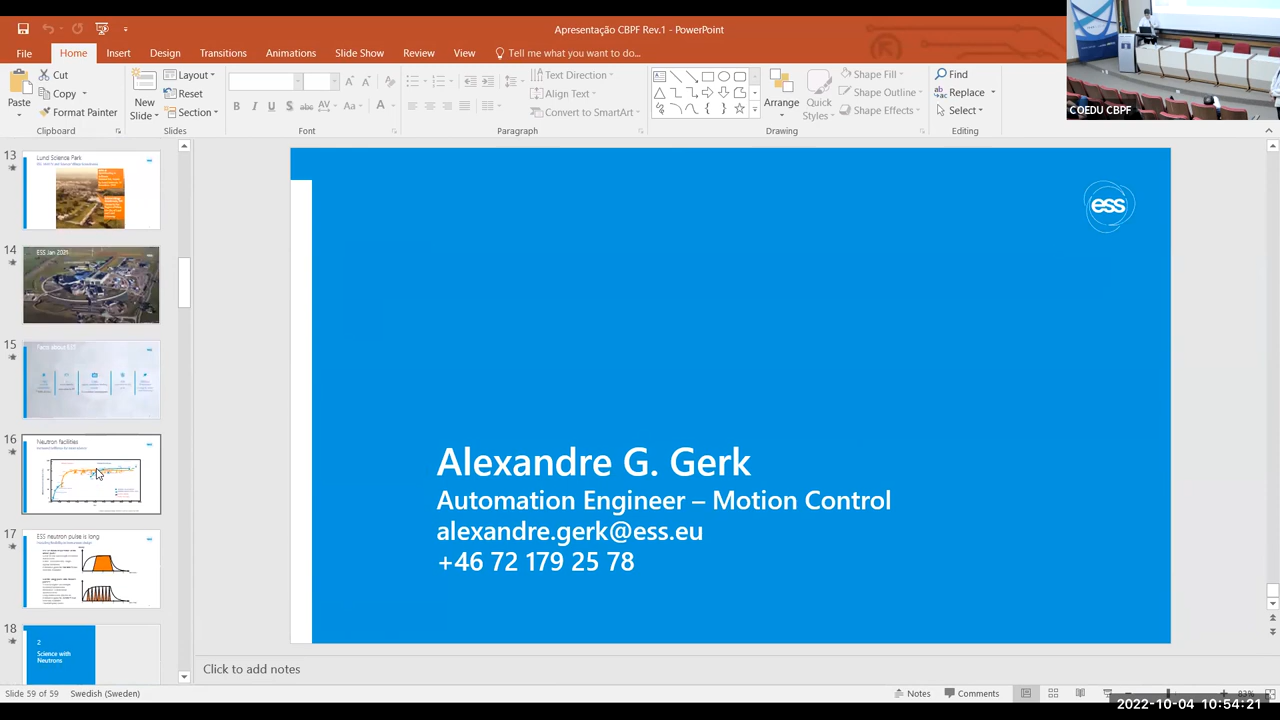 Apresentação CBPF Rev.1 - PowerPoint
File Home Insert Design Transitions Animations Slide Show Review View Tell me what you want to do...
Paste
Cut
Copy
Format Painter
Clipboard
New Slide
Layout
Reset
Section
Slides
Font
Text Direction
Align Text
Convert to SmartArt
Paragraph
Arrange
Quick Styles
Shape Fill
Shape Outline
Shape Effects
Drawing
Find
Replace
Select
Editing
COEDU CBPF
13
Lund Science Park
14
ESS Jan 2021
15
Facts about ESS
16
Neutron facilities
17
ESS neutron pulse is long
18
2
Science with
Neutrons
ess
Alexandre G. Gerk
Automation Engineer – Motion Control
alexandre.gerk@ess.eu
+46 72 179 25 78
Click to add notes
Slide 59 of 59 Swedish (Sweden) Notes Comments 83%
2022-10-04 10:54:21